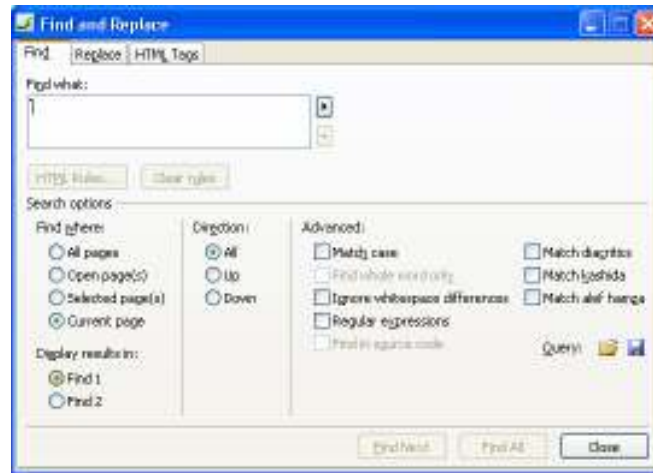 Find and Replace
Find Replace HTML Tags
Find what:
HTML Rules... Clear rules
Search options
Find where: Direction: Advanced:
All pages All Match case Match diacritics
Open page(s) Up Find whole word only Match kashida
Selected page(s) Down Ignore whitespace differences Match alef hamza
Current page Regular expressions
Find in source code
Display results in: Query:
Find 1
Find 2
Find Next Find All Close